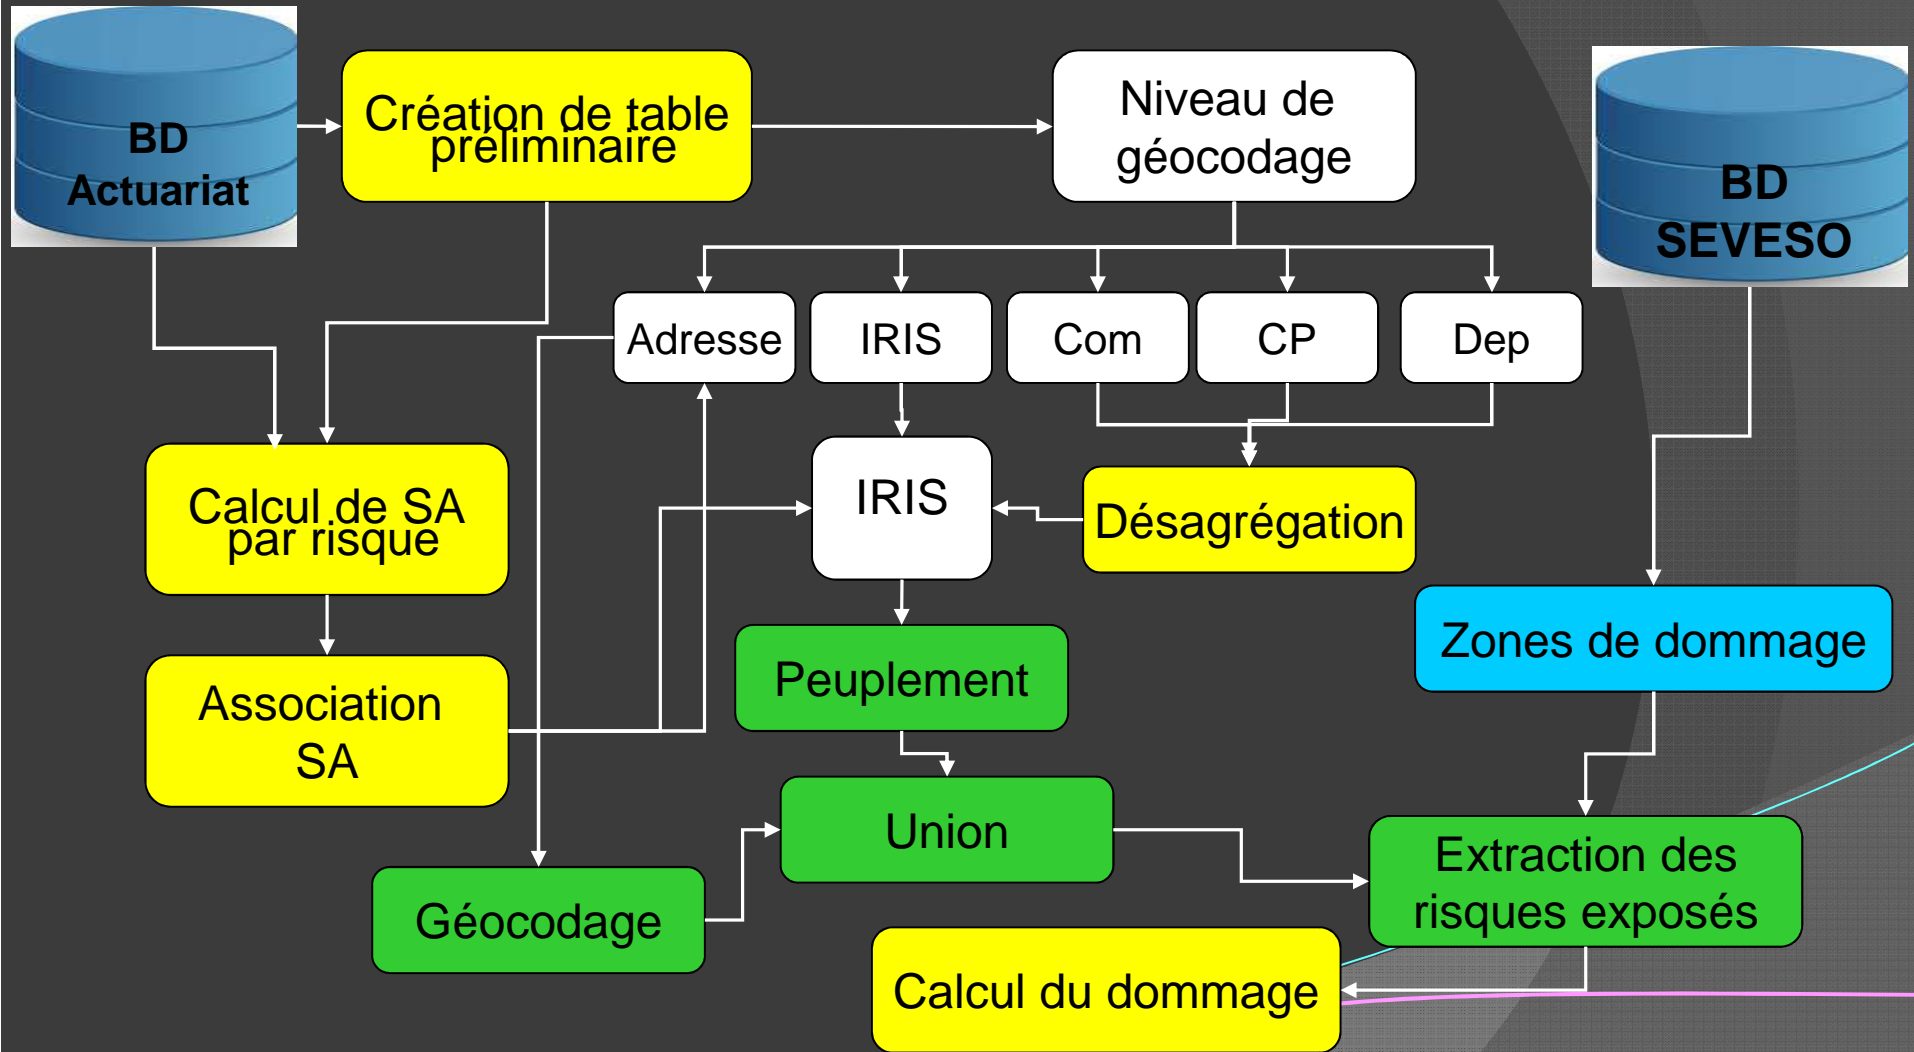 BD
Actuariat
Création de table
préliminaire
Niveau de
géocodage
BD
SEVESO
Adresse
IRIS
Com
CP
Dep
Calcul de SA
par risque
IRIS
Désagrégation
Zones de dommage
Peuplement
Association
SA
Union
Extraction des
risques exposés
Géocodage
Calcul du dommage